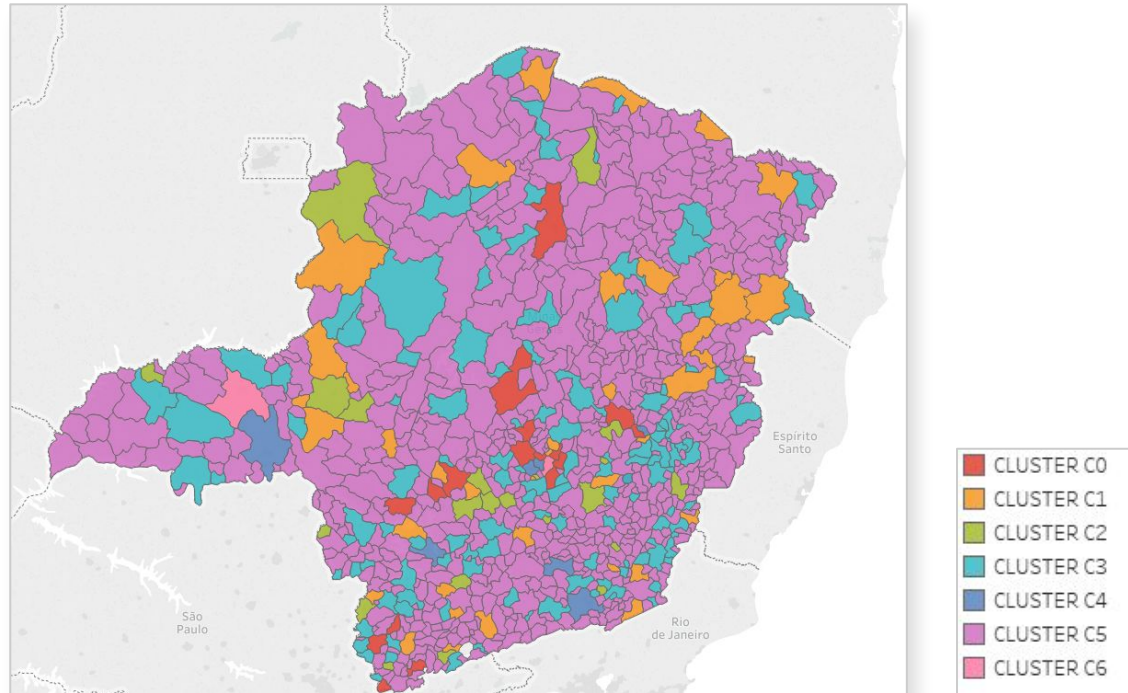 Espírito
Santo
São
Paulo
Rio
de Janeiro
CLUSTER C0
CLUSTER C1
CLUSTER C2
CLUSTER C3
CLUSTER C4
CLUSTER C5
CLUSTER C6